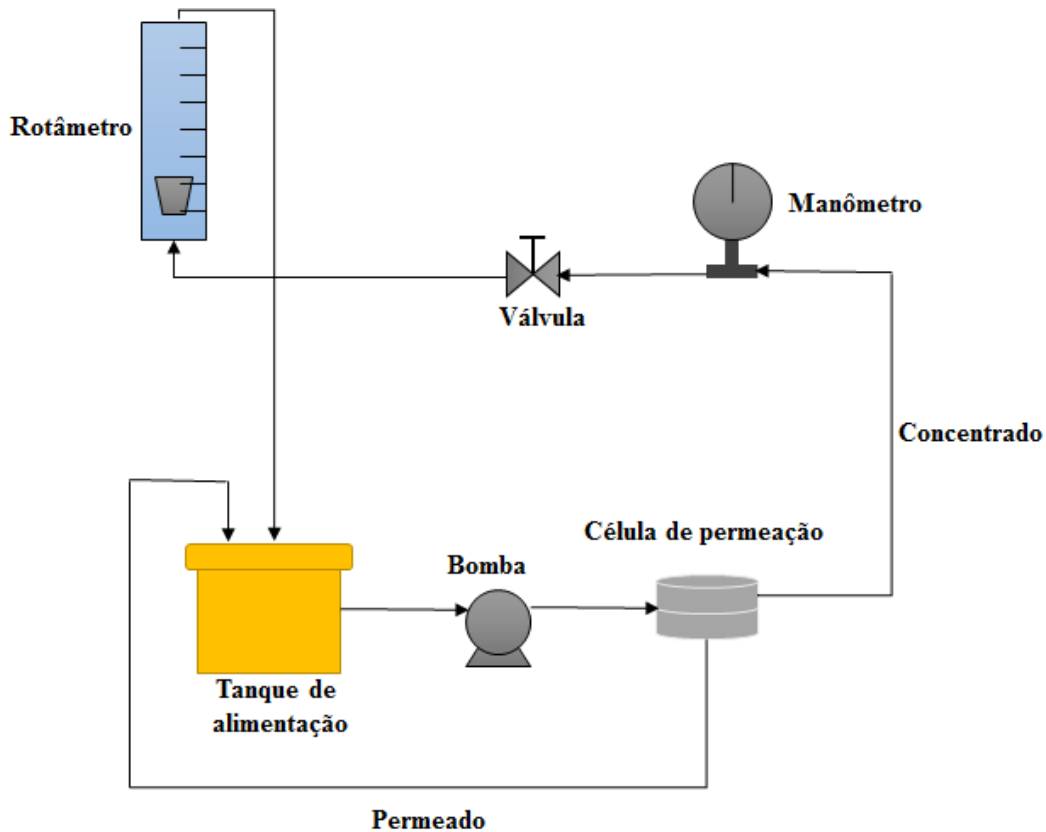 Rotâmetro
Manômetro
Válvula
Concentrado
Célula de permeação
Bomba
Tanque de
alimentação
Permeado